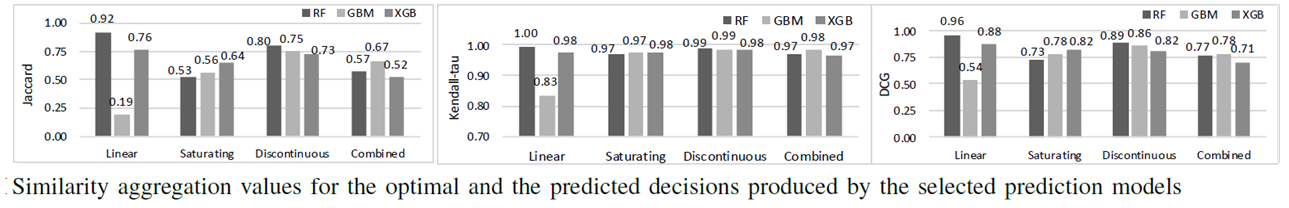 RF GBM XGB
Jaccard
1.00
0.75
0.50
0.25
0.00
0.92 0.19 0.76
0.53 0.56 0.64
0.80 0.75 0.73
0.57 0.67 0.52
Linear Saturating Discontinuous Combined
RF GBM XGB
Kendall-tau
1.00
0.90
0.80
0.70
1.00 0.83 0.98
0.97 0.97 0.98
0.99 0.99 0.98
0.97 0.98 0.97
Linear Saturating Discontinuous Combined
RF GBM XGB
DCG
1.00
0.75
0.50
0.25
0.00
0.96 0.54 0.88
0.73 0.78 0.82
0.89 0.86 0.82
0.77 0.78 0.71
Linear Saturating Discontinuous Combined
Similarity aggregation values for the optimal and the predicted decisions produced by the selected prediction models